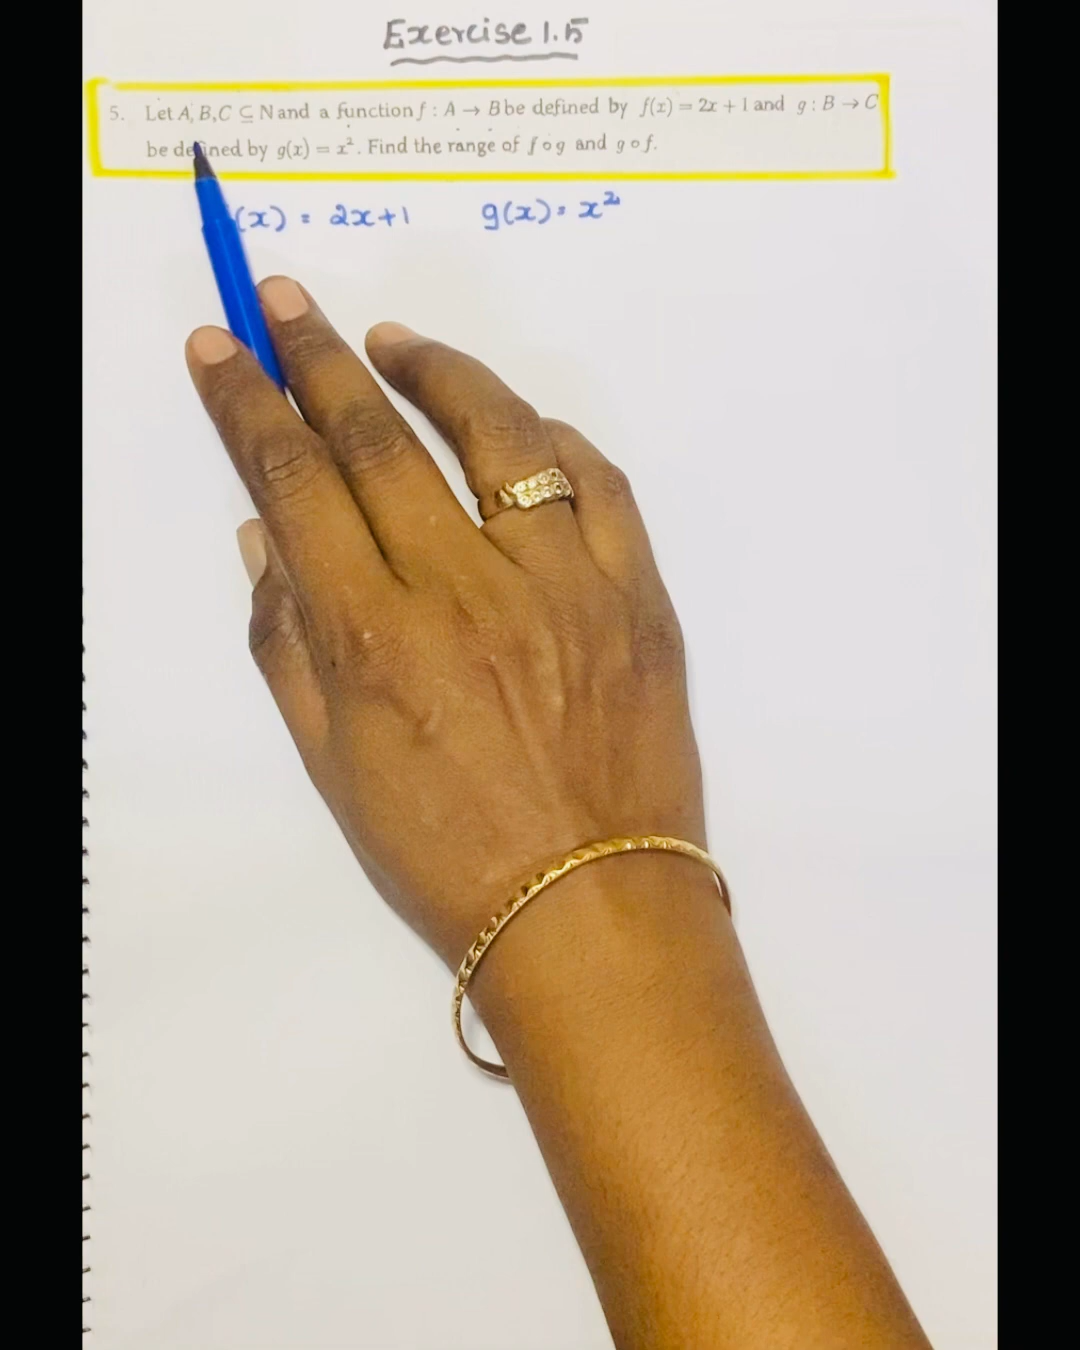 Exercise 1.5
5. Let A, B,C ⊆ N and a function f : A → B be defined by f(x) = 2x + 1 and g : B → C
be defined by g(x) = x². Find the range of f o g and g o f.
(x) = 2x+1 g(x) = x²